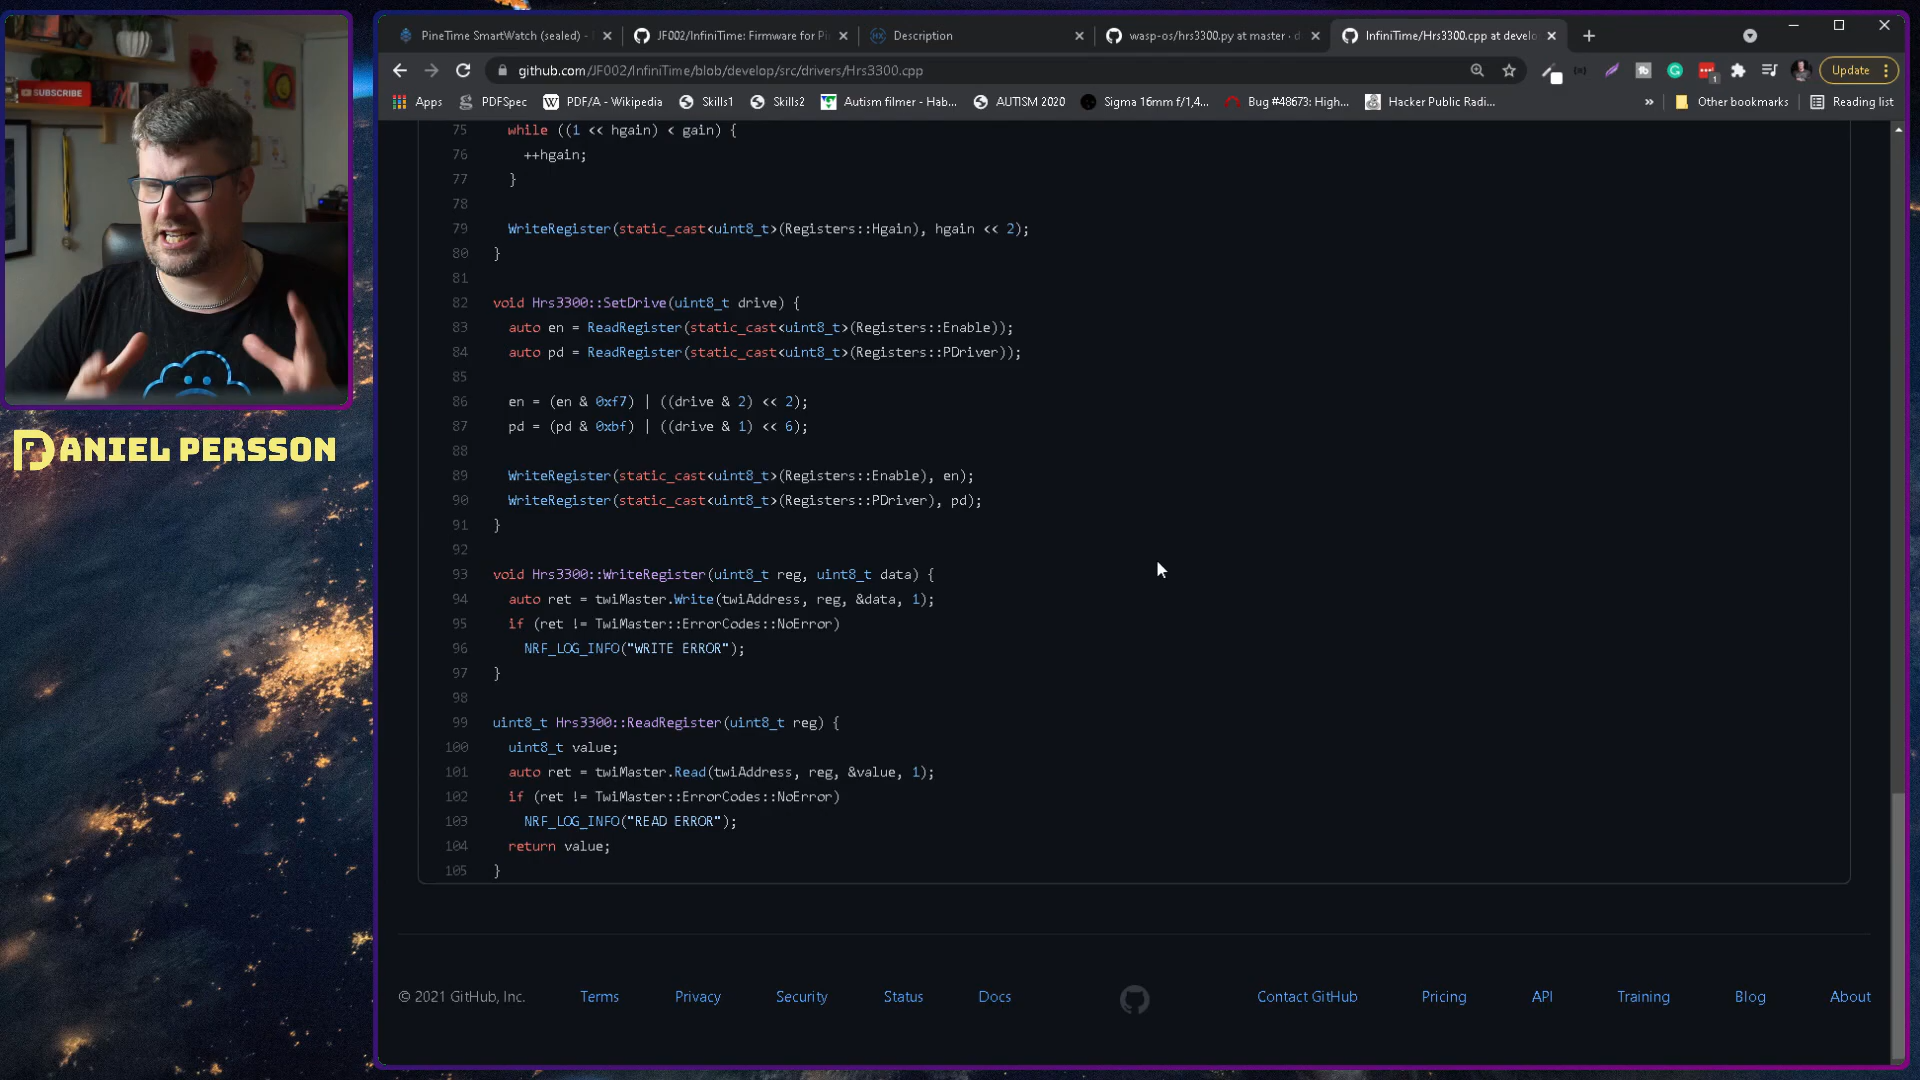 SUBSCRIBE
DANIEL PERSSON
PineTime SmartWatch (sealed) -
JF002/InfiniTime: Firmware for Pi
Description
wasp-os/hrs3300.py at master · d
InfiniTime/Hrs3300.cpp at develo
github.com/JF002/InfiniTime/blob/develop/src/drivers/Hrs3300.cpp
1
Update
Apps
PDFSpec
PDF/A - Wikipedia
Skills1
Skills2
Autism filmer - Hab...
AUTISM 2020
Sigma 16mm f/1,4...
Bug #48673: High...
Hacker Public Radi...
»
Other bookmarks
Reading list
75 while ((1 << hgain) < gain) {
76 ++hgain;
77 }
78
79 WriteRegister(static_cast<uint8_t>(Registers::Hgain), hgain << 2);
80 }
81
82 void Hrs3300::SetDrive(uint8_t drive) {
83 auto en = ReadRegister(static_cast<uint8_t>(Registers::Enable));
84 auto pd = ReadRegister(static_cast<uint8_t>(Registers::PDriver));
85
86 en = (en & 0xf7) | ((drive & 2) << 2);
87 pd = (pd & 0xbf) | ((drive & 1) << 6);
88
89 WriteRegister(static_cast<uint8_t>(Registers::Enable), en);
90 WriteRegister(static_cast<uint8_t>(Registers::PDriver), pd);
91 }
92
93 void Hrs3300::WriteRegister(uint8_t reg, uint8_t data) {
94 auto ret = twiMaster.Write(twiAddress, reg, &data, 1);
95 if (ret != TwiMaster::ErrorCodes::NoError)
96 NRF_LOG_INFO("WRITE ERROR");
97 }
98
99 uint8_t Hrs3300::ReadRegister(uint8_t reg) {
100 uint8_t value;
101 auto ret = twiMaster.Read(twiAddress, reg, &value, 1);
102 if (ret != TwiMaster::ErrorCodes::NoError)
103 NRF_LOG_INFO("READ ERROR");
104 return value;
105 }
© 2021 GitHub, Inc.
Terms
Privacy
Security
Status
Docs
Contact GitHub
Pricing
API
Training
Blog
About